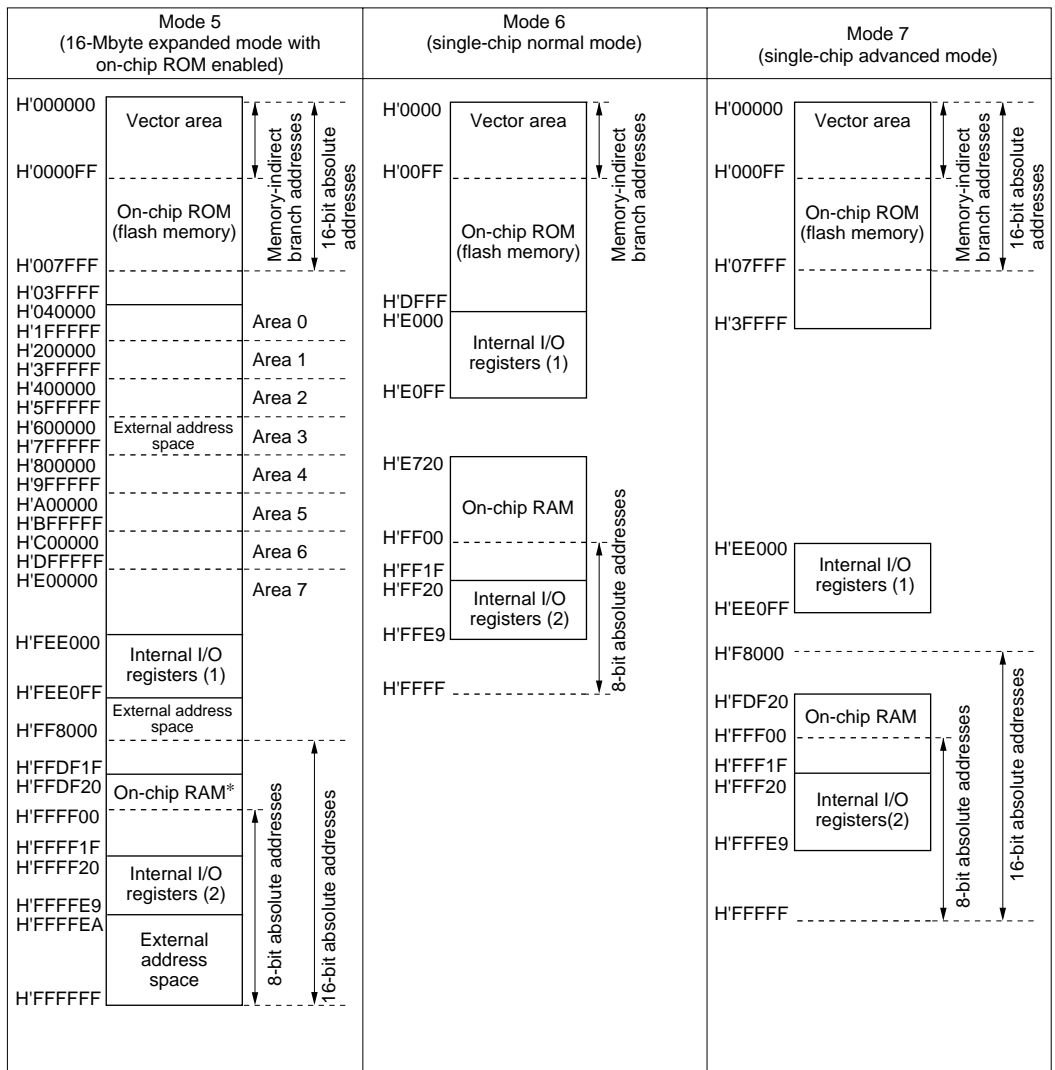 Mode 5
(16-Mbyte expanded mode with
on-chip ROM enabled)
H'000000
Vector area
H'0000FF
On-chip ROM
(flash memory)
H'007FFF
H'03FFFF
H'040000
Area 0
H'1FFFFF
H'200000
Area 1
H'3FFFFF
H'400000
Area 2
H'5FFFFF
H'600000
External address
space
Area 3
H'7FFFFF
H'800000
Area 4
H'9FFFFF
H'A00000
Area 5
H'BFFFFF
H'C00000
Area 6
H'DFFFFF
H'E00000
Area 7
H'FEE000
Internal I/O
registers (1)
H'FEE0FF
External address
space
H'FF8000
H'FFDF1F
H'FFDF20
On-chip RAM*
H'FFFF00
H'FFFF1F
H'FFFF20
Internal I/O
registers (2)
H'FFFFE9
H'FFFFEA
External
address
space
H'FFFFFF
Memory-indirect
branch addresses
16-bit absolute
addresses
8-bit absolute addresses
16-bit absolute addresses
Mode 6
(single-chip normal mode)
H'0000
Vector area
H'00FF
On-chip ROM
(flash memory)
H'DFFF
H'E000
Internal I/O
registers (1)
H'E0FF
H'E720
On-chip RAM
H'FF00
H'FF1F
H'FF20
Internal I/O
registers (2)
H'FFE9
H'FFFF
Memory-indirect
branch addresses
8-bit absolute addresses
Mode 7
(single-chip advanced mode)
H'00000
Vector area
H'000FF
On-chip ROM
(flash memory)
H'07FFF
H'3FFFF
H'EE000
Internal I/O
registers (1)
H'EE0FF
H'F8000
H'FDF20
On-chip RAM
H'FFF00
H'FFF1F
H'FFF20
Internal I/O
registers(2)
H'FFFE9
H'FFFFF
Memory-indirect
branch addresses
16-bit absolute
addresses
8-bit absolute addresses
16-bit absolute addresses